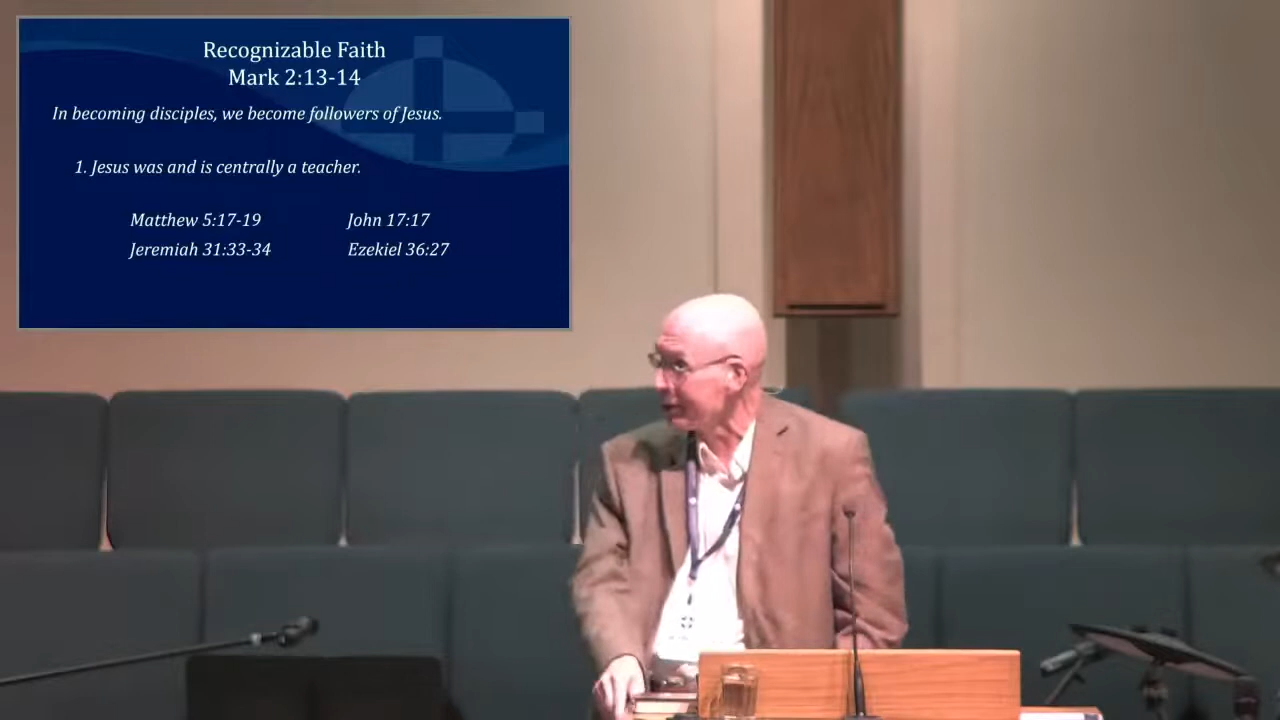 Recognizable Faith
Mark 2:13-14
In becoming disciples, we become followers of Jesus.
1. Jesus was and is centrally a teacher.
Matthew 5:17-19 John 17:17
Jeremiah 31:33-34 Ezekiel 36:27